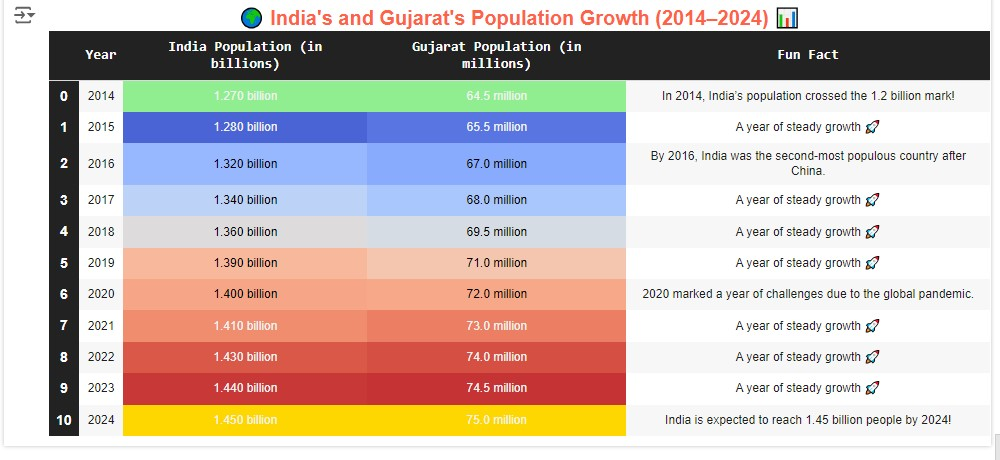 🌍 India's and Gujarat's Population Growth (2014–2024) 📊
Year India Population (in billions) Gujarat Population (in millions) Fun Fact
0 2014 1.270 billion 64.5 million In 2014, India's population crossed the 1.2 billion mark!
1 2015 1.280 billion 65.5 million A year of steady growth 🚀
2 2016 1.320 billion 67.0 million By 2016, India was the second-most populous country after China.
3 2017 1.340 billion 68.0 million A year of steady growth 🚀
4 2018 1.360 billion 69.5 million A year of steady growth 🚀
5 2019 1.390 billion 71.0 million A year of steady growth 🚀
6 2020 1.400 billion 72.0 million 2020 marked a year of challenges due to the global pandemic.
7 2021 1.410 billion 73.0 million A year of steady growth 🚀
8 2022 1.430 billion 74.0 million A year of steady growth 🚀
9 2023 1.440 billion 74.5 million A year of steady growth 🚀
10 2024 1.450 billion 75.0 million India is expected to reach 1.45 billion people by 2024!